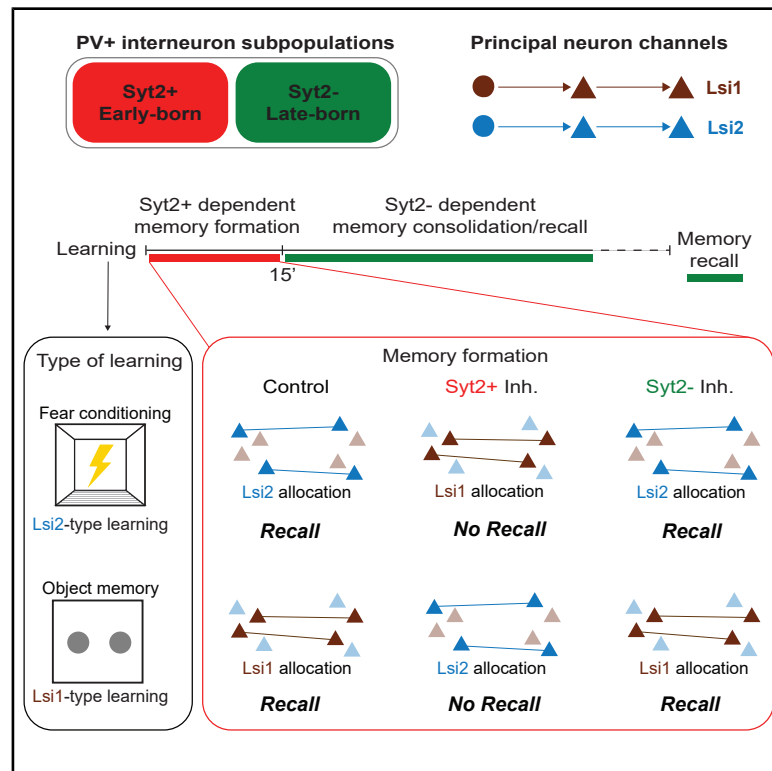 PV+ interneuron subpopulations
Syt2+
Early-born
Syt2-
Late-born
Principal neuron channels
Lsi1
Lsi2
Syt2+ dependent
memory formation
Syt2- dependent
memory consolidation/recall
Learning
15’
Memory
recall
Type of learning
Fear conditioning
Lsi2-type learning
Object memory
Lsi1-type learning
Memory formation
Control
Syt2+ Inh.
Syt2- Inh.
Lsi2 allocation
Lsi1 allocation
Lsi2 allocation
Recall
No Recall
Recall
Lsi1 allocation
Lsi2 allocation
Lsi1 allocation
Recall
No Recall
Recall